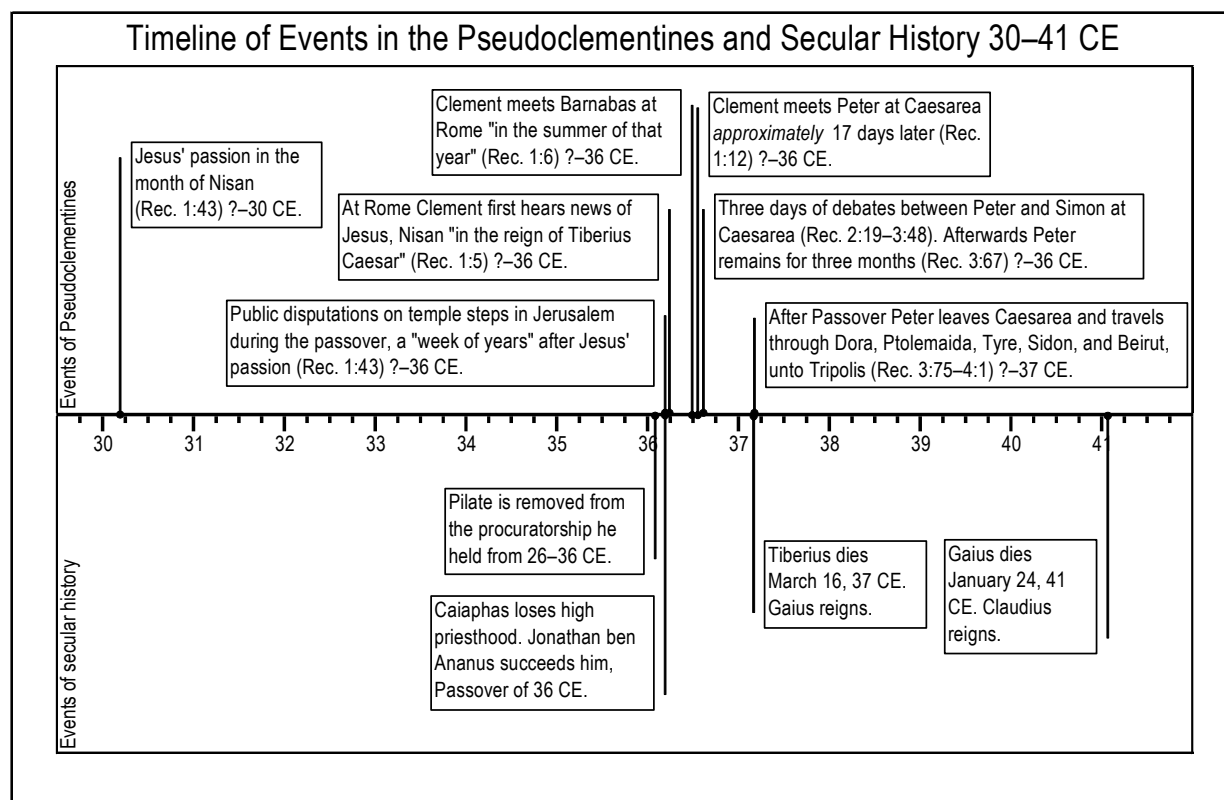 Timeline of Events in the Pseudoclementines and Secular History 30–41 CE
Events of Pseudoclementines
Jesus' passion in the
month of Nisan
(Rec. 1:43) ?–30 CE.
Clement meets Barnabas at
Rome "in the summer of that
year" (Rec. 1:6) ?–36 CE.
Clement meets Peter at Caesarea
approximately 17 days later (Rec.
1:12) ?–36 CE.
At Rome Clement first hears news of
Jesus, Nisan "in the reign of Tiberius
Caesar" (Rec. 1:5) ?–36 CE.
Three days of debates between Peter and Simon at
Caesarea (Rec. 2:19–3:48). Afterwards Peter
remains for three months (Rec. 3:67) ?–36 CE.
Public disputations on temple steps in Jerusalem
during the passover, a "week of years" after Jesus'
passion (Rec. 1:43) ?–36 CE.
After Passover Peter leaves Caesarea and travels
through Dora, Ptolemaida, Tyre, Sidon, and Beirut,
unto Tripolis (Rec. 3:75–4:1) ?–37 CE.
30 31 32 33 34 35 36 37 38 39 40 41
Events of secular history
Pilate is removed from
the procuratorship he
held from 26–36 CE.
Caiaphas loses high
priesthood. Jonathan ben
Ananus succeeds him,
Passover of 36 CE.
Tiberius dies
March 16, 37 CE.
Gaius reigns.
Gaius dies
January 24, 41
CE. Claudius
reigns.